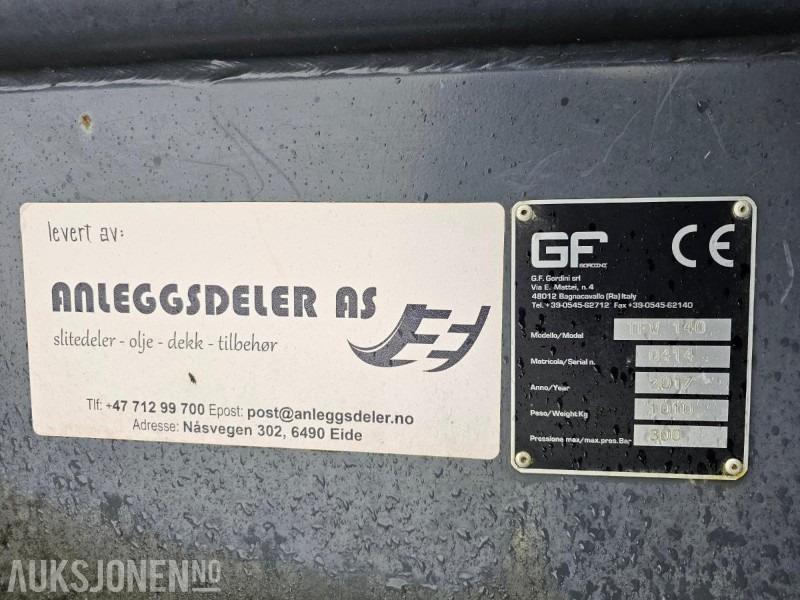 levert av:
ANLEGGSDELER AS
slitedeler - olje - dekk - tilbehør
Tlf: +47 712 99 700 Epost: post@anleggsdeler.no
Adresse: Nåsvegen 302, 6490 Eide
GF
GORDINI
CE
G.F. Gordini srl
Via E. Mattei, n.4
48012 Bagnacavallo (Ra) Italy
Tel. +39-0545-62712 Fax +39-0545-62140
Modello/Model 140
Matricola/Serial n. 0414
Anno/Year 2017
Peso/Weight Kg 1010
Pressione max/max.pres.Bar 300
AUKSJONEN.NO